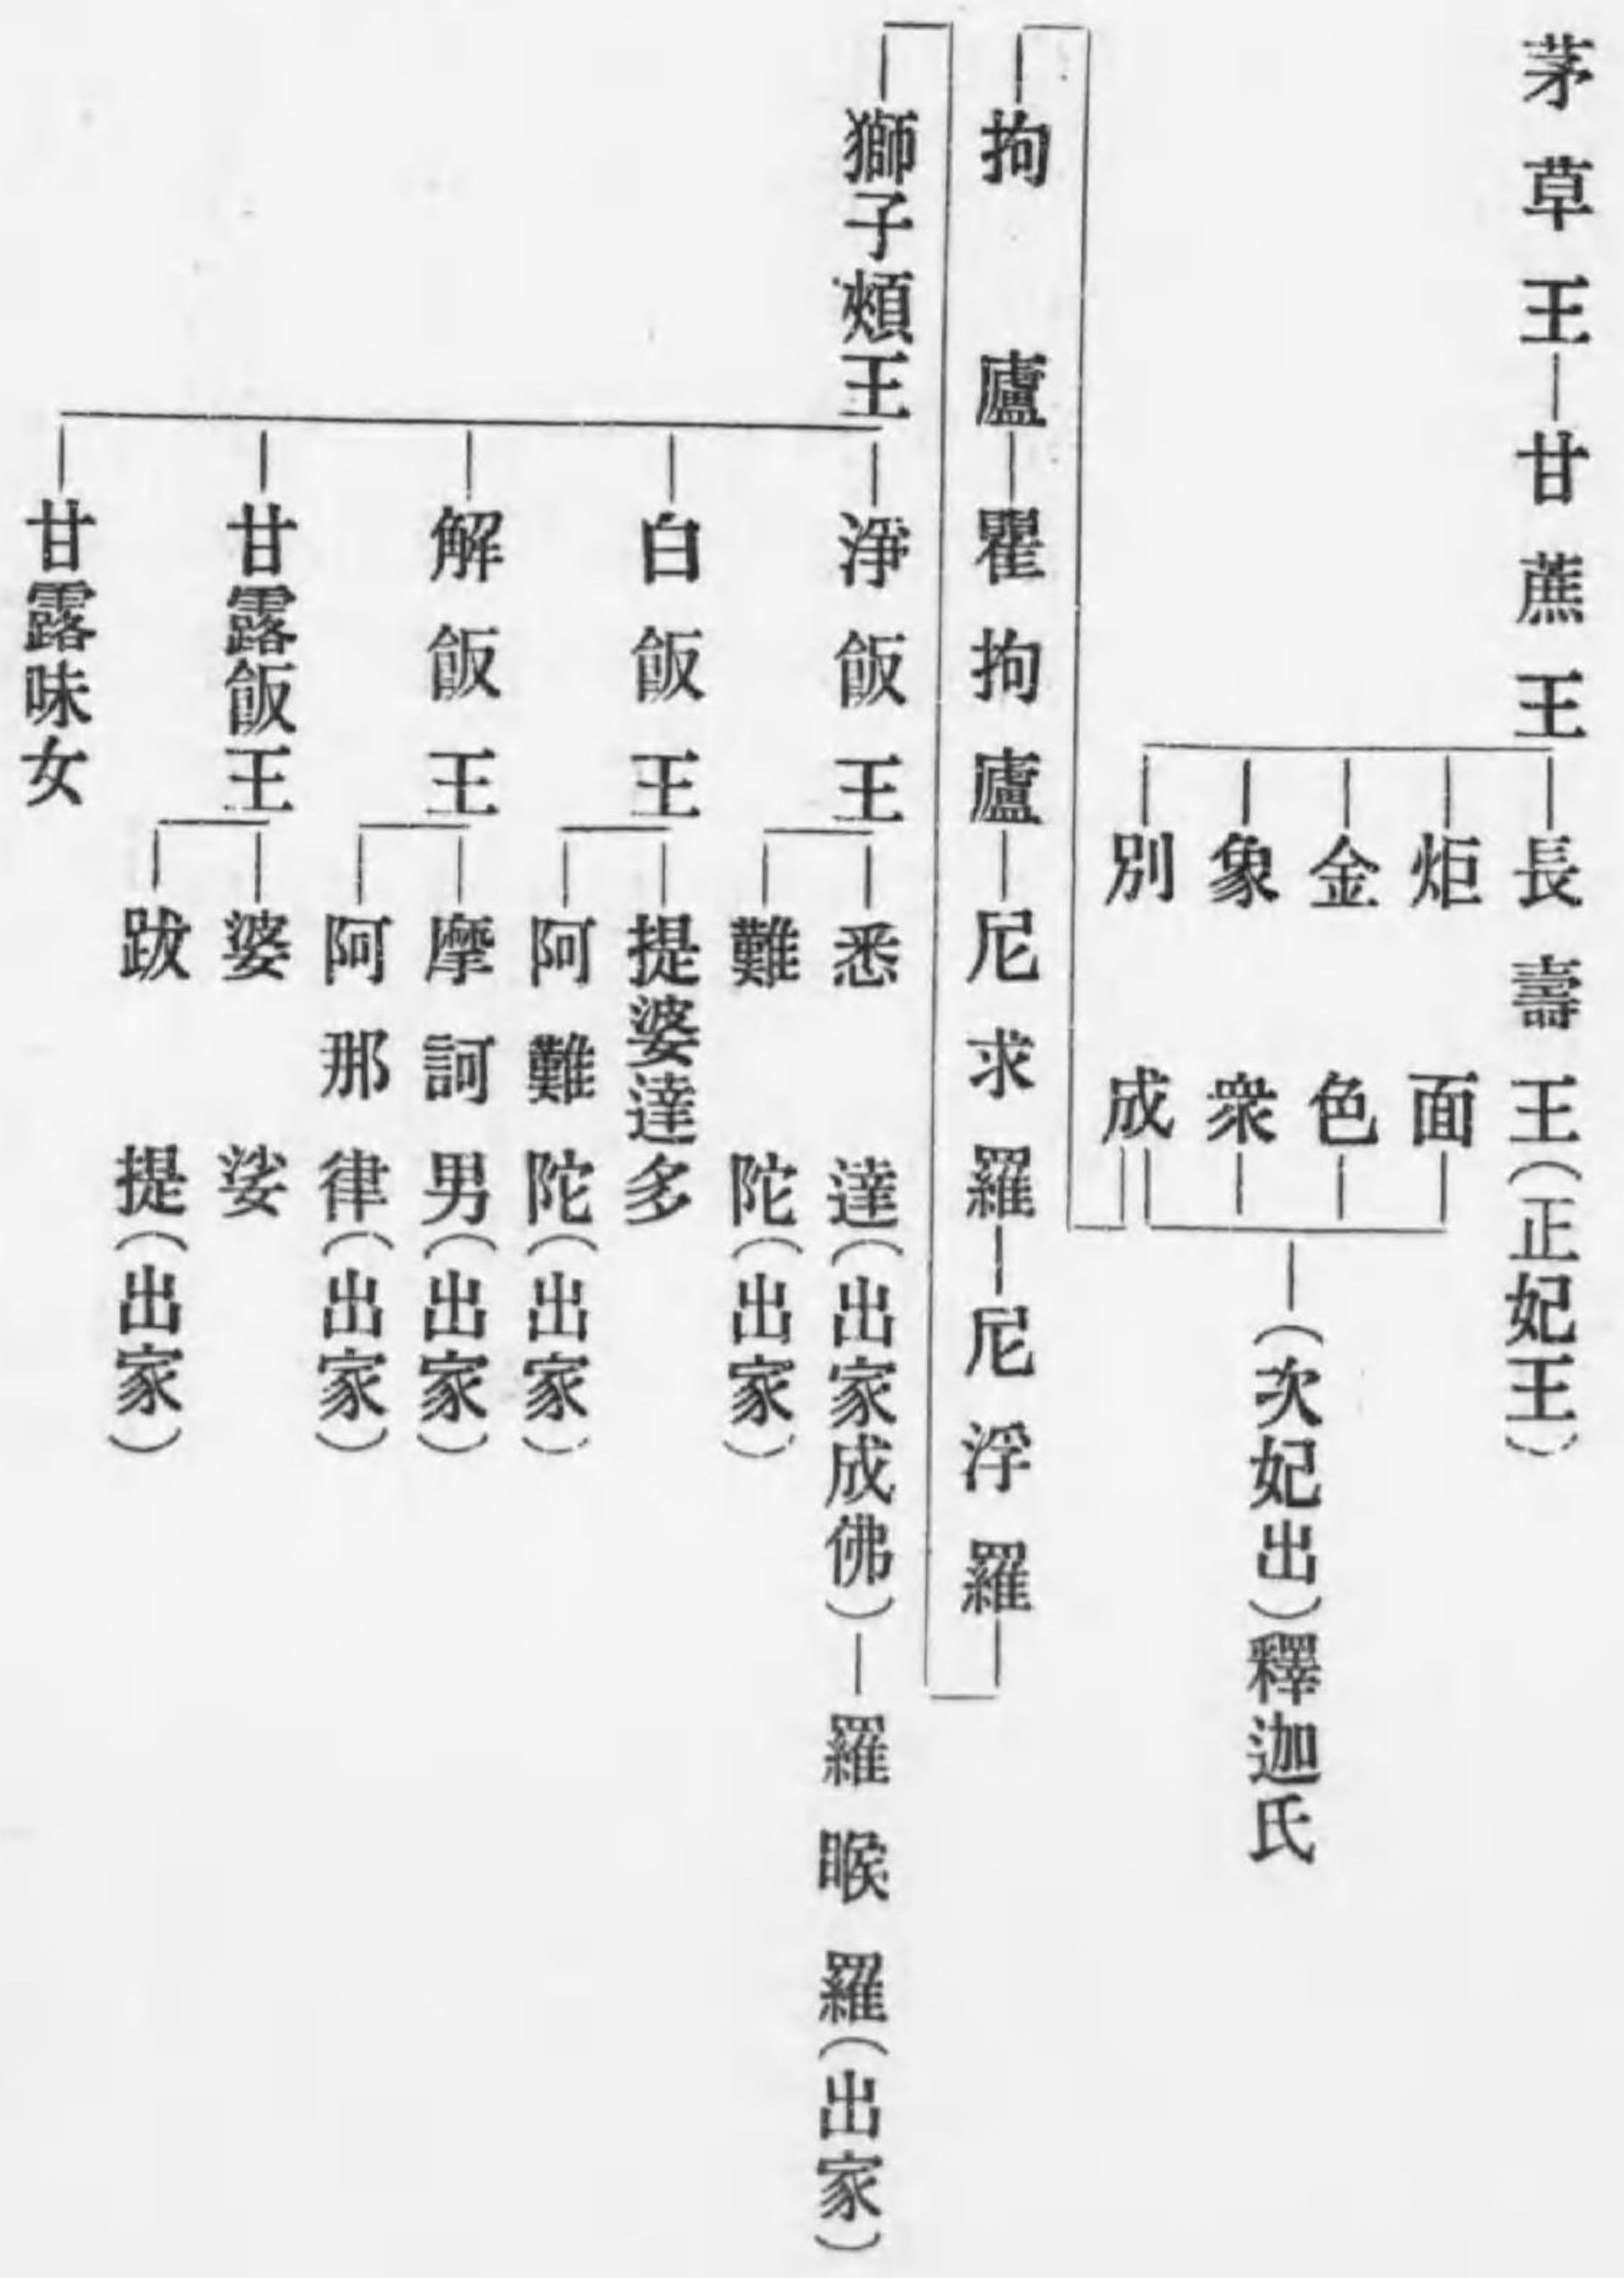 茅草王―甘蔗王
長壽王(正妃王)
炬面
金色
象衆
別成
(次妃出)釋迦氏
拘廬―瞿拘廬―尼求羅―尼浮羅
獅子頰王
淨飯王
悉達(出家成佛)―羅睺羅(出家)
難陀(出家)
白飯王
提婆達多
阿難陀(出家)
解飯王
摩訶男(出家)
阿那律(出家)
甘露飯王
婆娑
跋提(出家)
甘露味女